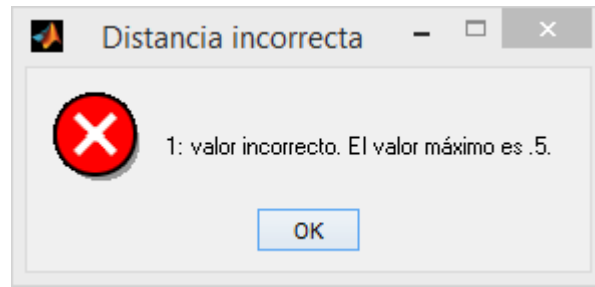 Distancia incorrecta
1: valor incorrecto. El valor máximo es .5.
OK